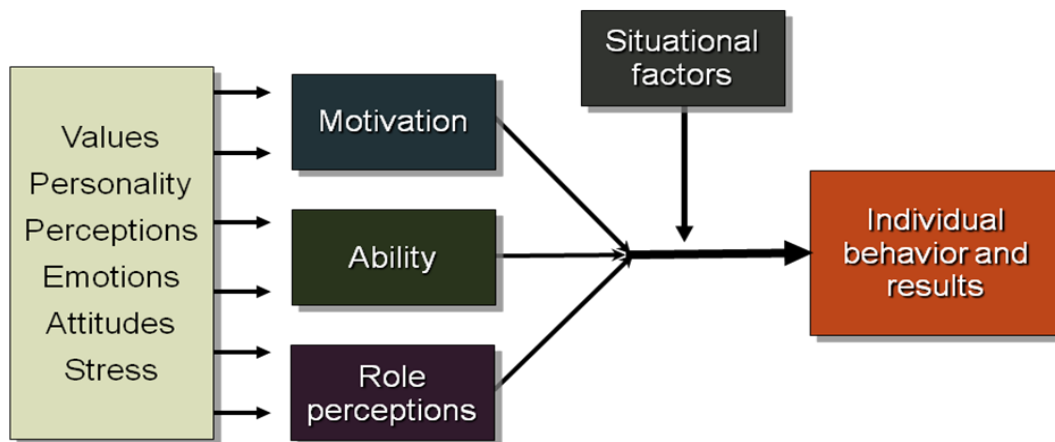 Values
Personality
Perceptions
Emotions
Attitudes
Stress
Motivation
Ability
Role
perceptions
Situational
factors
Individual
behavior and
results